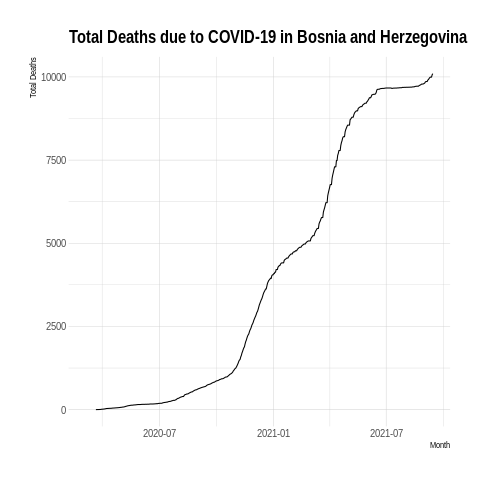 Total Deaths due to COVID-19 in Bosnia and Herzegovina
Total Deaths
10000
7500
5000
2500
0
2020-07 2021-01 2021-07
Month